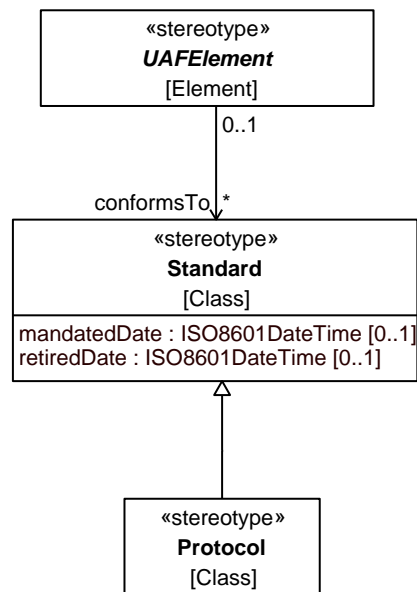 «stereotype»
UAFElement
[Element]
0..1
conformsTo *
«stereotype»
Standard
[Class]
mandatedDate : ISO8601DateTime [0..1]
retiredDate : ISO8601DateTime [0..1]
«stereotype»
Protocol
[Class]